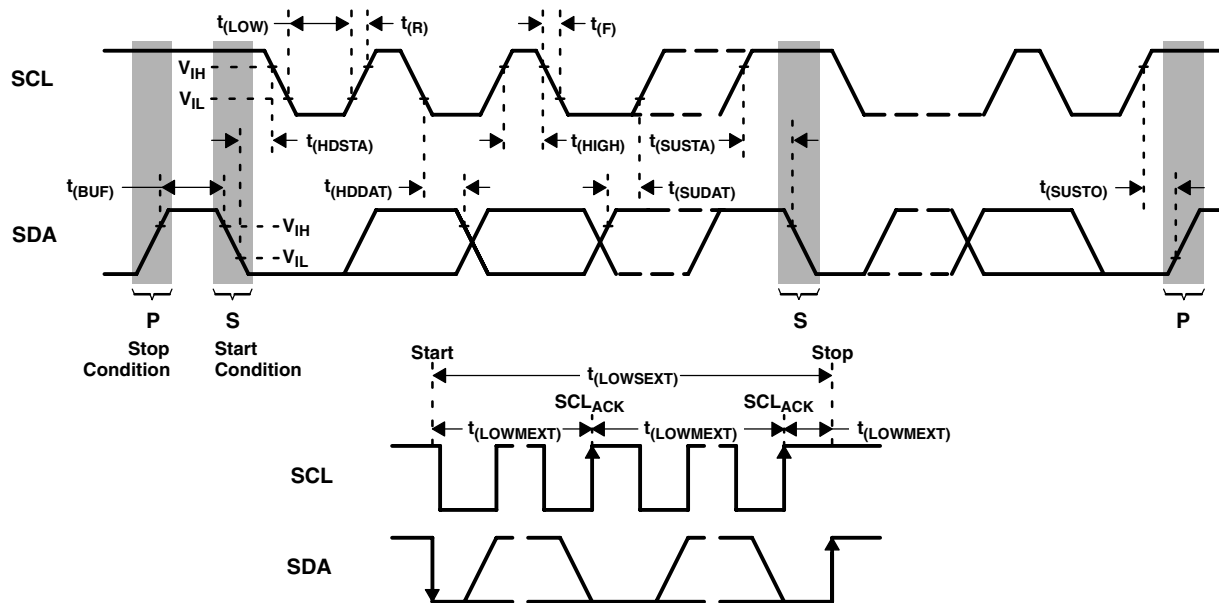 t(LOW)
t(R)
t(F)
SCL
VIH
VIL
t(HDSTA)
t(HIGH)
t(SUSTA)
t(BUF)
t(HDDAT)
t(SUDAT)
t(SUSTO)
SDA
VIH
VIL
P
S
S
P
Stop
Condition
Start
Condition
Start
Stop
t(LOWSEXT)
SCLACK
SCLACK
t(LOWMEXT)
t(LOWMEXT)
t(LOWMEXT)
SCL
SDA